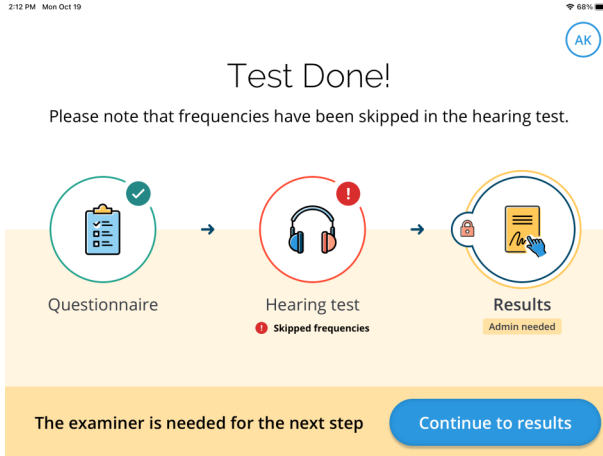 2:12 PM Mon Oct 19
68%
AK
Test Done!
Please note that frequencies have been skipped in the hearing test.
Questionnaire
Hearing test
Results
! Skipped frequencies
Admin needed
The examiner is needed for the next step
Continue to results